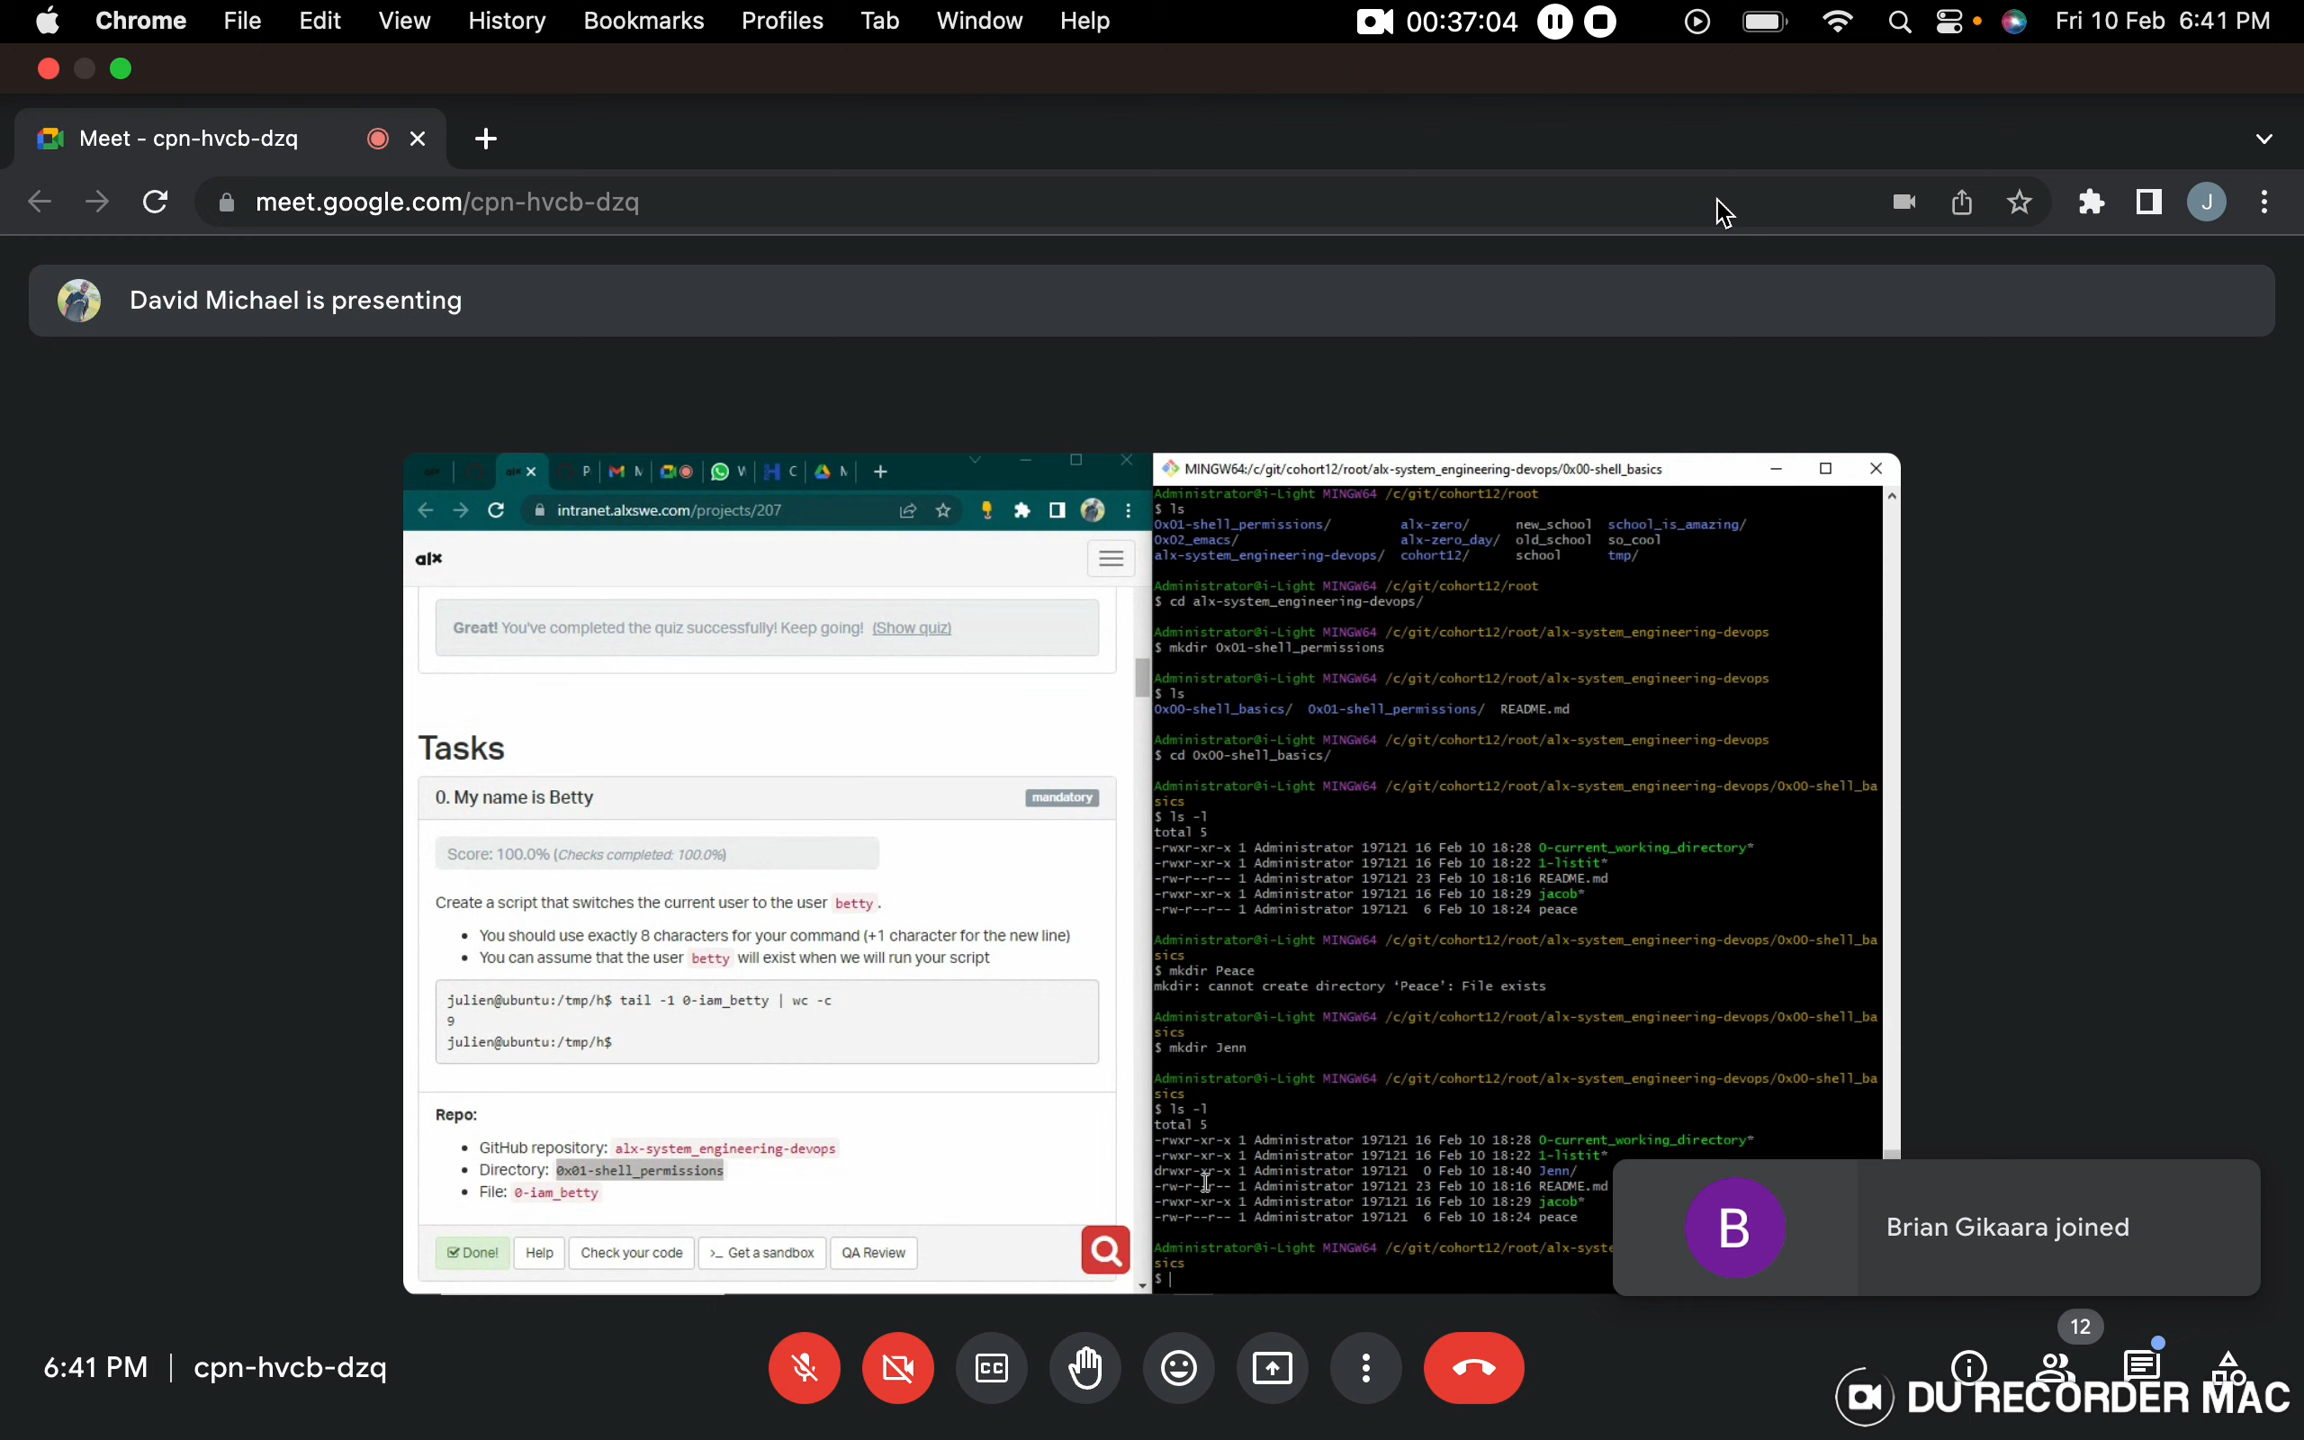 Chrome File Edit View History Bookmarks Profiles Tab Window Help 00:37:04 Fri 10 Feb 6:41 PM
Meet - cpn-hvcb-dzq
meet.google.com/cpn-hvcb-dzq J
David Michael is presenting
intranet.alxswe.com/projects/207
alx
Great! You've completed the quiz successfully! Keep going! (Show quiz)
Tasks
0. My name is Betty mandatory
Score: 100.0% (Checks completed: 100.0%)
Create a script that switches the current user to the user betty.
• You should use exactly 8 characters for your command (+1 character for the new line)
• You can assume that the user betty will exist when we will run your script
julien@ubuntu:/tmp/h$ tail -1 0-iam_betty | wc -c
9
julien@ubuntu:/tmp/h$
Repo:
• GitHub repository: alx-system_engineering-devops
• Directory: 0x01-shell_permissions
• File: 0-iam_betty
Done! Help Check your code >_ Get a sandbox QA Review
MINGW64:/c/git/cohort12/root/alx-system_engineering-devops/0x00-shell_basics
Administrator@i-Light MINGW64 /c/git/cohort12/root
$ ls
0x01-shell_permissions/ alx-zero/ new_school school_is_amazing/
0x02_emacs/ alx-zero_day/ old_school so_cool
alx-system_engineering-devops/ cohort12/ school tmp/
Administrator@i-Light MINGW64 /c/git/cohort12/root
$ cd alx-system_engineering-devops/
Administrator@i-Light MINGW64 /c/git/cohort12/root/alx-system_engineering-devops
$ mkdir 0x01-shell_permissions
Administrator@i-Light MINGW64 /c/git/cohort12/root/alx-system_engineering-devops
$ ls
0x00-shell_basics/ 0x01-shell_permissions/ README.md
Administrator@i-Light MINGW64 /c/git/cohort12/root/alx-system_engineering-devops
$ cd 0x00-shell_basics/
Administrator@i-Light MINGW64 /c/git/cohort12/root/alx-system_engineering-devops/0x00-shell_ba
sics
$ ls -l
total 5
-rwxr-xr-x 1 Administrator 197121 16 Feb 10 18:28 0-current_working_directory*
-rwxr-xr-x 1 Administrator 197121 16 Feb 10 18:22 1-listit*
-rw-r--r-- 1 Administrator 197121 23 Feb 10 18:16 README.md
-rwxr-xr-x 1 Administrator 197121 16 Feb 10 18:29 jacob*
-rw-r--r-- 1 Administrator 197121 6 Feb 10 18:24 peace
Administrator@i-Light MINGW64 /c/git/cohort12/root/alx-system_engineering-devops/0x00-shell_ba
sics
$ mkdir Peace
mkdir: cannot create directory ‘Peace’: File exists
Administrator@i-Light MINGW64 /c/git/cohort12/root/alx-system_engineering-devops/0x00-shell_ba
sics
$ mkdir Jenn
Administrator@i-Light MINGW64 /c/git/cohort12/root/alx-system_engineering-devops/0x00-shell_ba
sics
$ ls -l
total 5
-rwxr-xr-x 1 Administrator 197121 16 Feb 10 18:28 0-current_working_directory*
-rwxr-xr-x 1 Administrator 197121 16 Feb 10 18:22 1-listit*
drwxr-xr-x 1 Administrator 197121 0 Feb 10 18:40 Jenn/
-rw-r--r-- 1 Administrator 197121 23 Feb 10 18:16 README.md
-rwxr-xr-x 1 Administrator 197121 16 Feb 10 18:29 jacob*
-rw-r--r-- 1 Administrator 197121 6 Feb 10 18:24 peace
Administrator@i-Light MINGW64 /c/git/cohort12/root/alx-syste
sics
$
B Brian Gikaara joined
12
6:41 PM | cpn-hvcb-dzq
DU RECORDER MAC